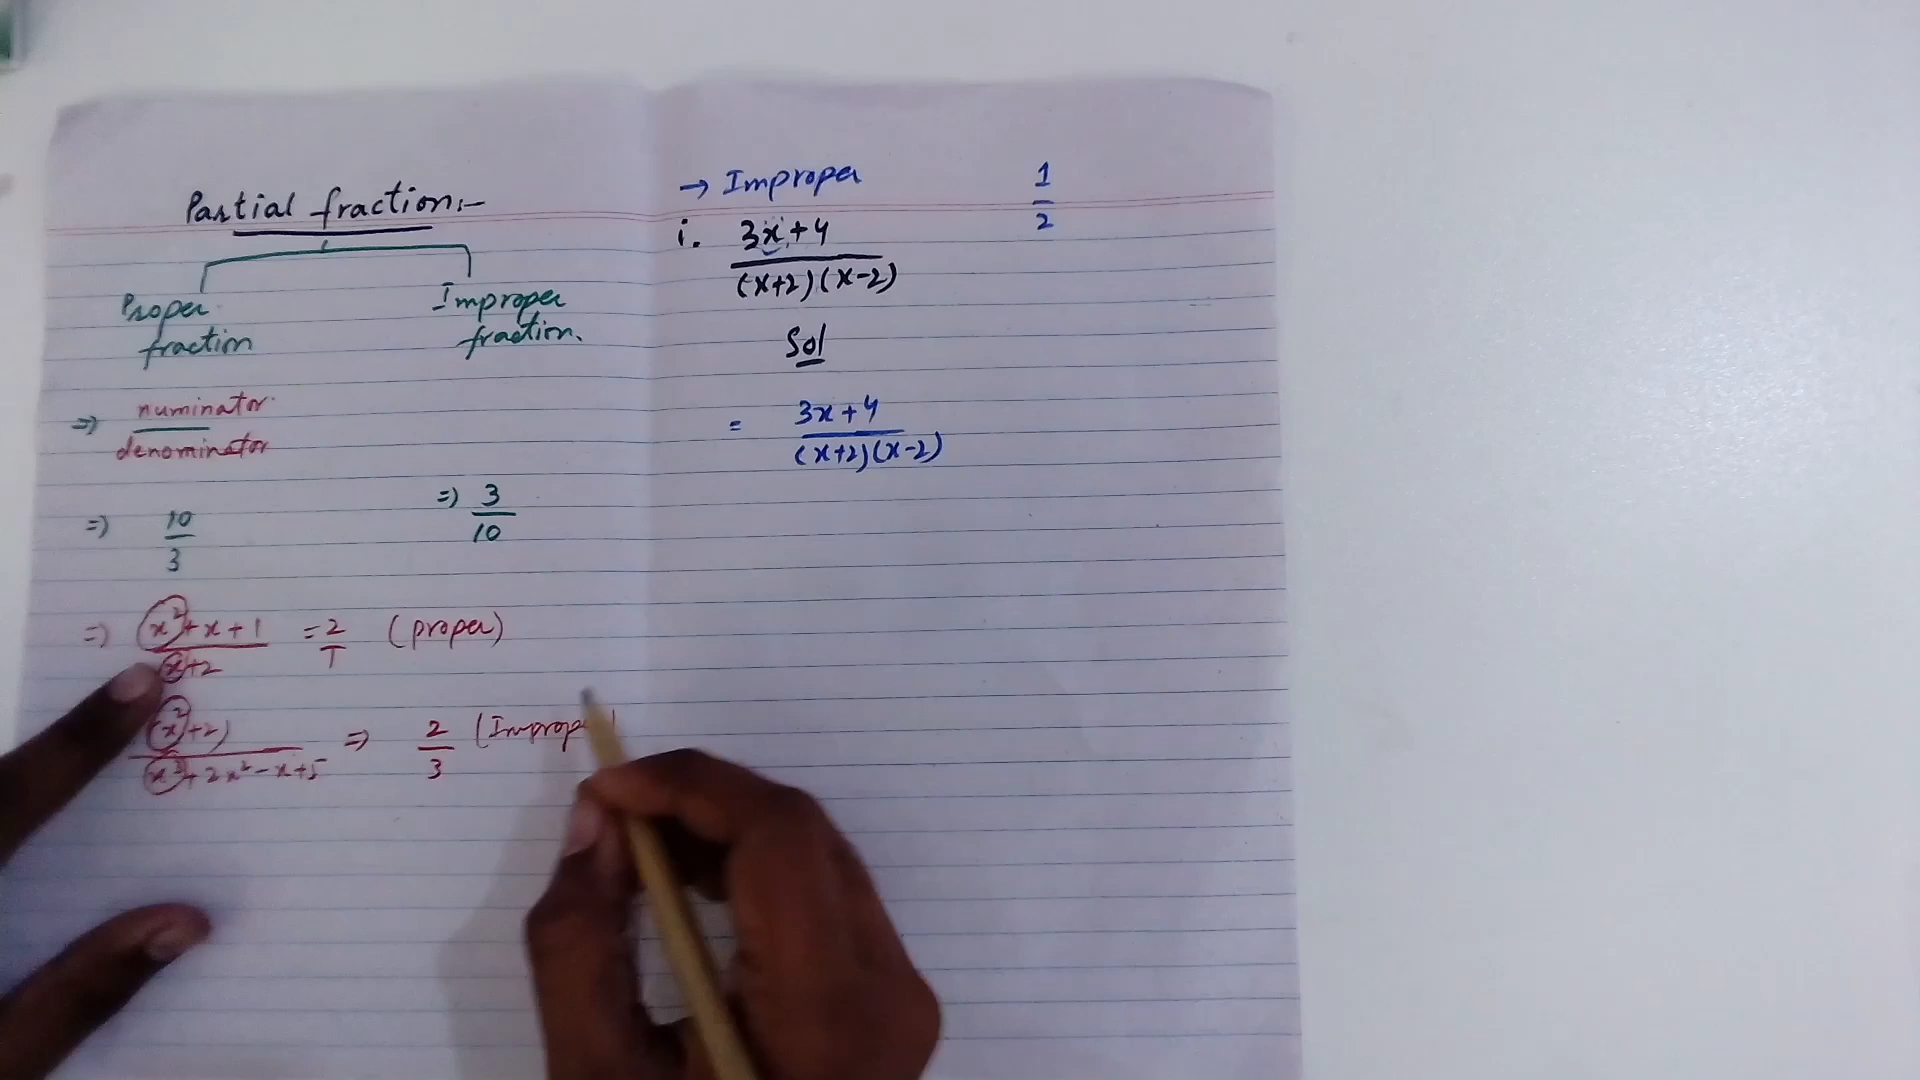 Partial fraction:-
Proper fraction
Improper fraction.
=> numinator
denominator
=> 10
3
=> 3
10
=> x²+x+1 = 2 (proper)
x+2 1
(x²+2) => 2 (Improper)
x³+2x²-x+5 3
→ Improper
1
2
i. 3x+4
(x+2)(x-2)
Sol
= 3x+4
(x+2)(x-2)